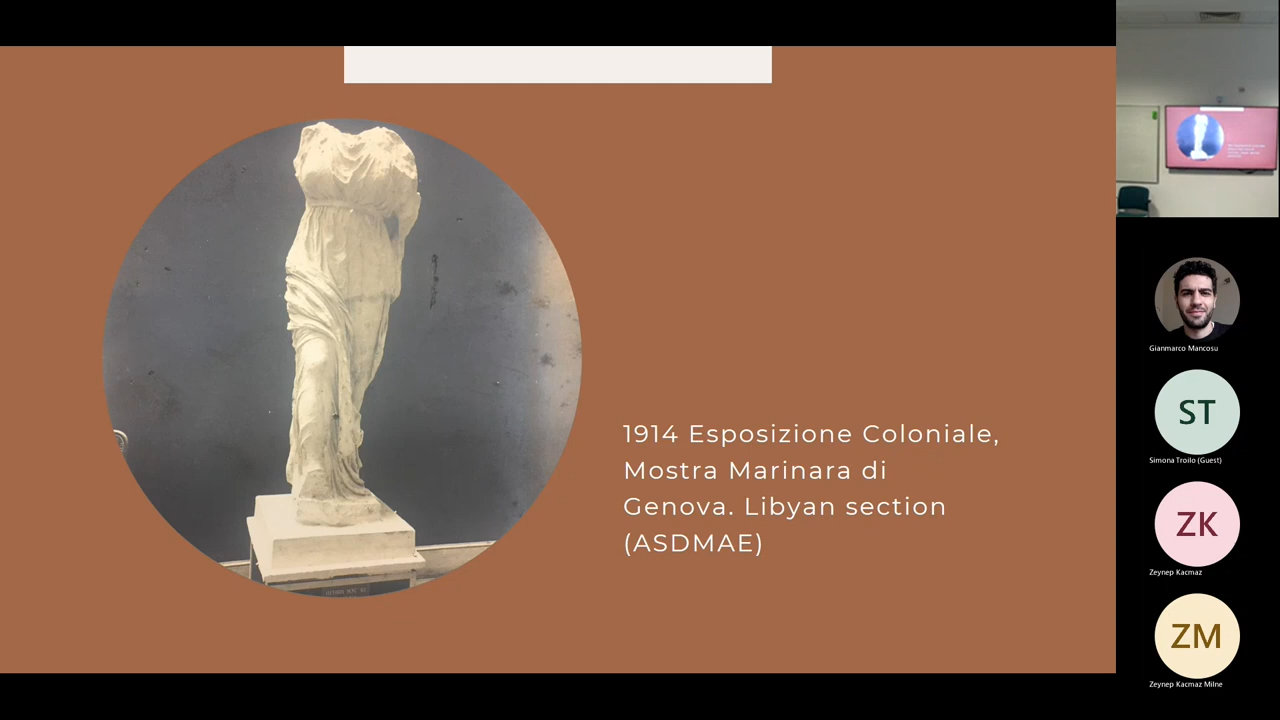 1914 Esposizione Coloniale,
Mostra Marinara di
Genova. Libyan section
(ASDMAE)
Gianmarco Mancosu
ST
Simona Troilo (Guest)
ZK
Zeynep Kacmaz
ZM
Zeynep Kacmaz Milne